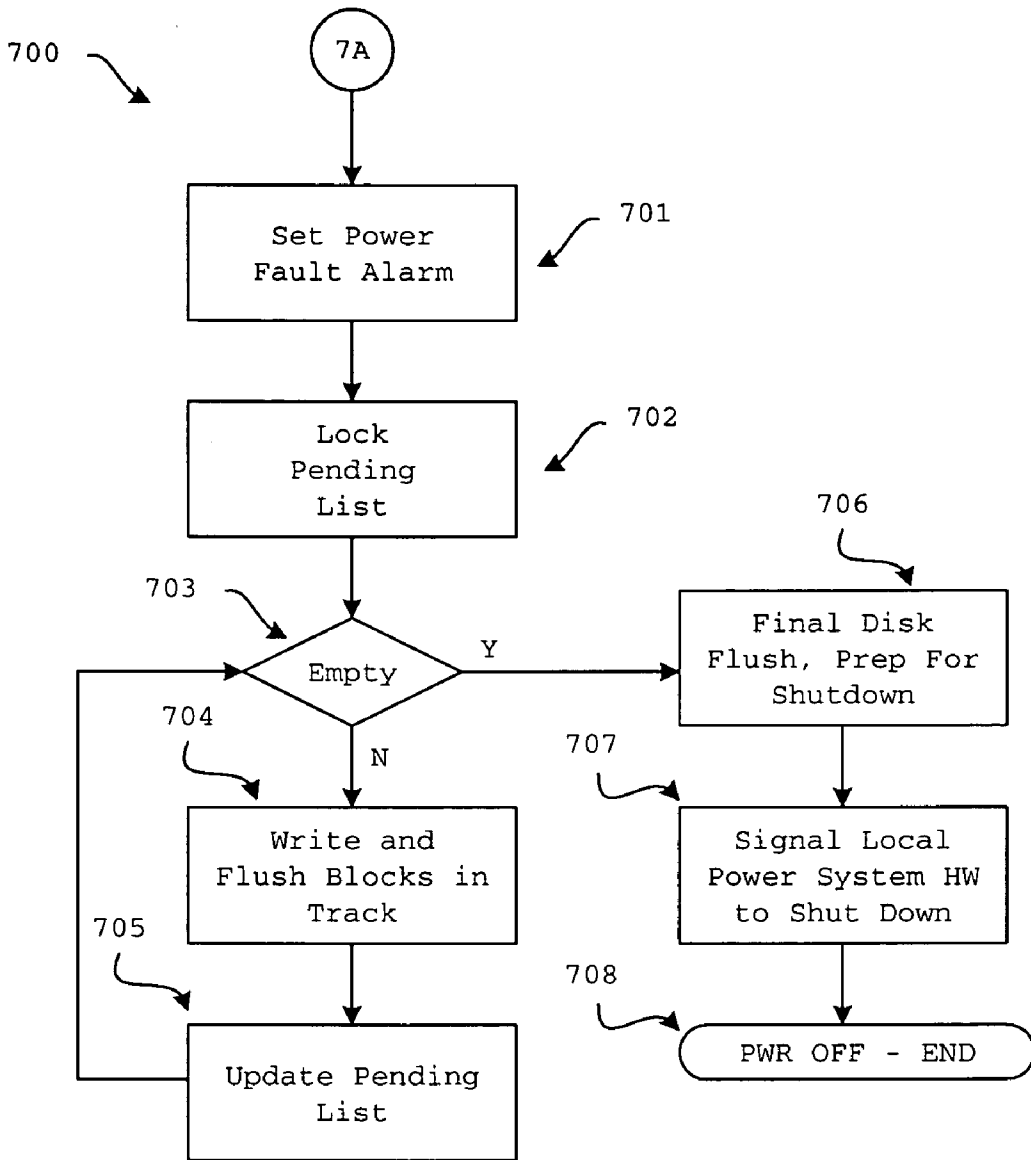 700
7A
701
Set Power
Fault Alarm
702
Lock
Pending
List
703
Empty
Y
N
706
Final Disk
Flush, Prep For
Shutdown
704
Write and
Flush Blocks in
Track
707
Signal Local
Power System HW
to Shut Down
705
Update Pending
List
708
PWR OFF - END